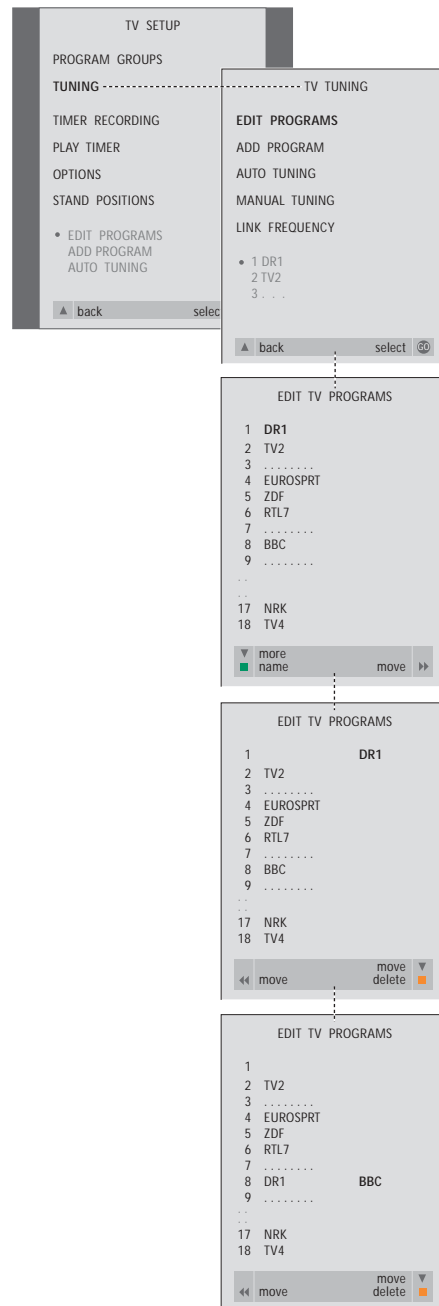 TV SETUP
PROGRAM GROUPS
TUNING
TIMER RECORDING
PLAY TIMER
OPTIONS
STAND POSITIONS
• EDIT PROGRAMS
ADD PROGRAM
AUTO TUNING
▲ back selec
TV TUNING
EDIT PROGRAMS
ADD PROGRAM
AUTO TUNING
MANUAL TUNING
LINK FREQUENCY
• 1 DR1
2 TV2
3 . . .
▲ back select GO
EDIT TV PROGRAMS
1 DR1
2 TV2
3 ........
4 EUROSPRT
5 ZDF
6 RTL7
7 ........
8 BBC
9 ........
. .
. .
17 NRK
18 TV4
▼ more
name move ▶▶
EDIT TV PROGRAMS
1 DR1
2 TV2
3 ........
4 EUROSPRT
5 ZDF
6 RTL7
7 ........
8 BBC
9 ........
. .
. .
17 NRK
18 TV4
move ▼
◀◀ move delete
EDIT TV PROGRAMS
1
2 TV2
3 ........
4 EUROSPRT
5 ZDF
6 RTL7
7 ........
8 DR1 BBC
9 ........
. .
. .
17 NRK
18 TV4
move ▼
◀◀ move delete